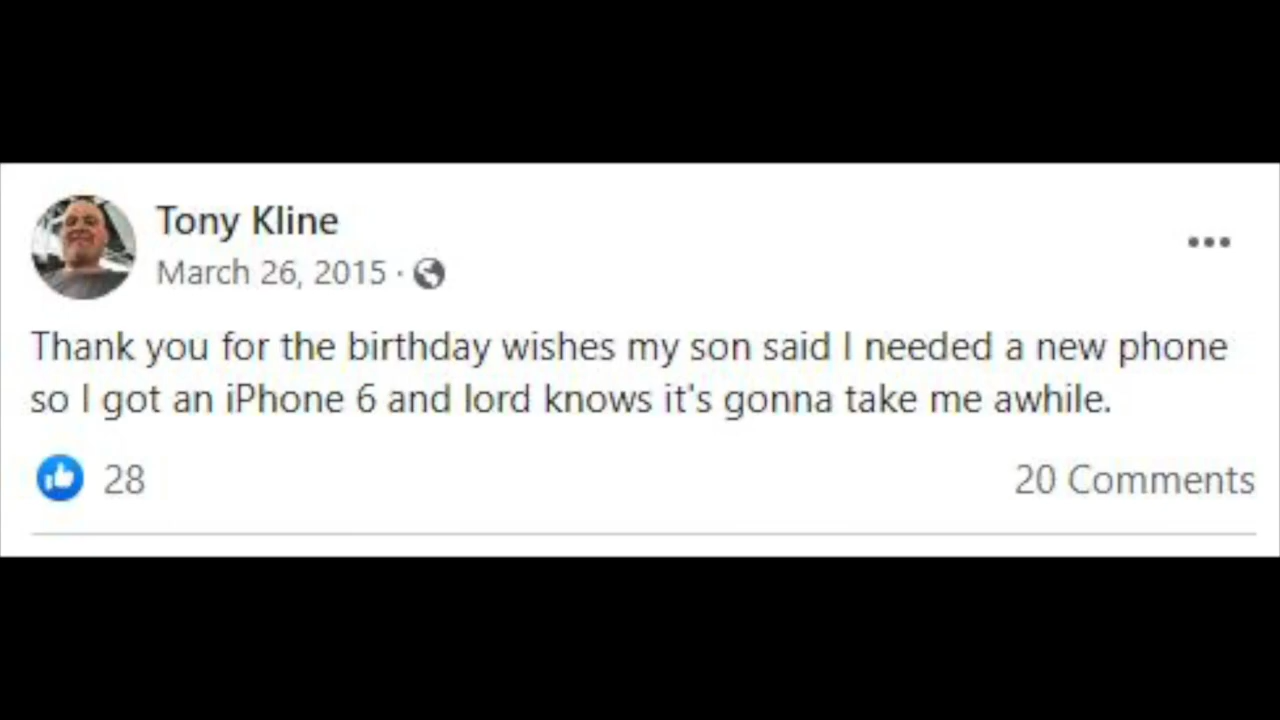 Tony Kline
March 26, 2015 ·
Thank you for the birthday wishes my son said I needed a new phone
so I got an iPhone 6 and lord knows it's gonna take me awhile.
28
20 Comments